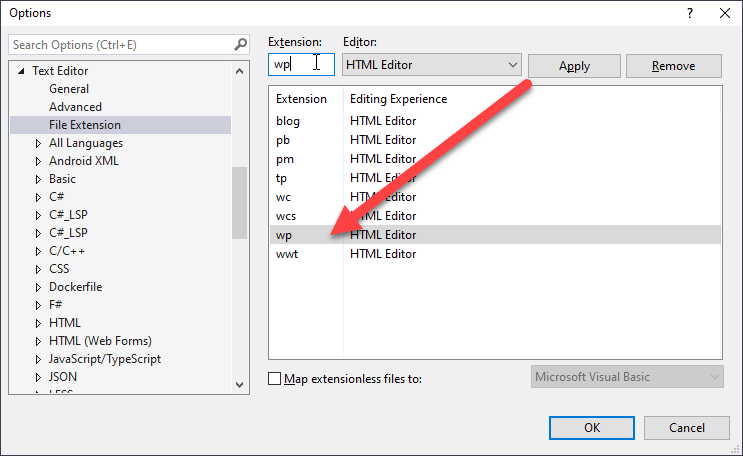 Options
Search Options (Ctrl+E)
Text Editor
General
Advanced
File Extension
All Languages
Android XML
Basic
C#
C#_LSP
C#_LSP
C/C++
CSS
Dockerfile
F#
HTML
HTML (Web Forms)
JavaScript/TypeScript
JSON
LESS
Extension: Editor:
wp HTML Editor Apply Remove
Extension Editing Experience
blog HTML Editor
pb HTML Editor
pm HTML Editor
tp HTML Editor
wc HTML Editor
wcs HTML Editor
wp HTML Editor
wwt HTML Editor
Map extensionless files to: Microsoft Visual Basic
OK Cancel